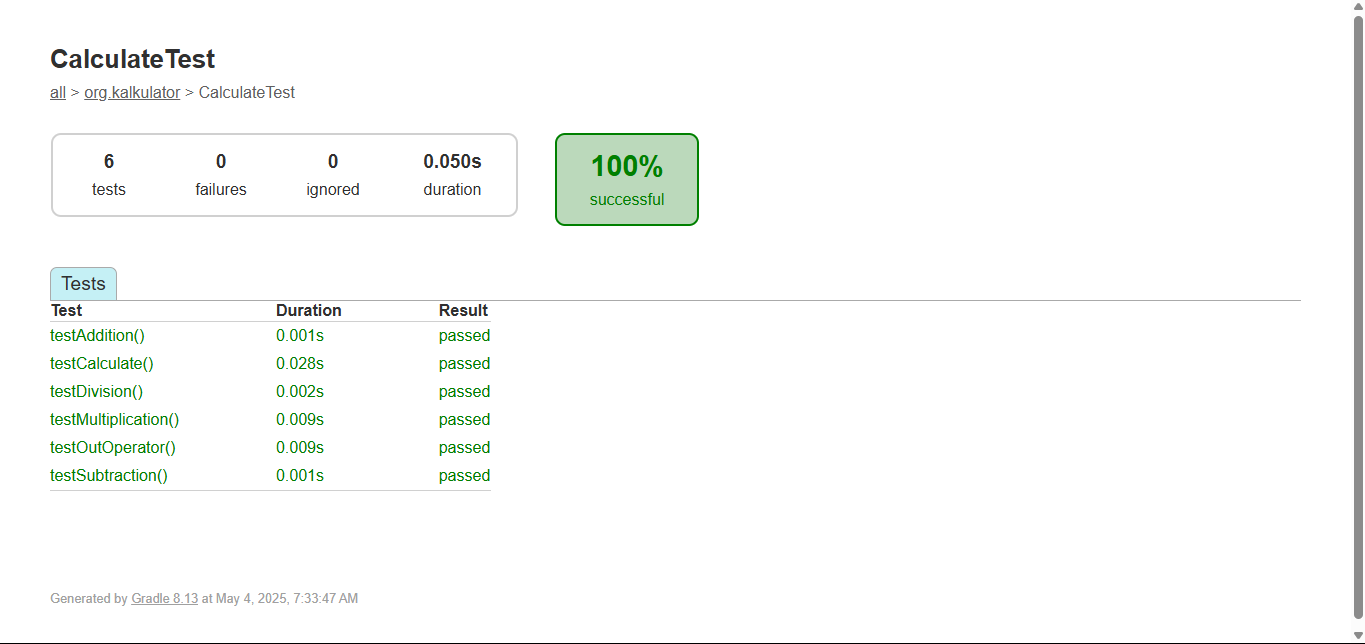 CalculateTest
all > org.kalkulator > CalculateTest
6 0 0 0.050s
tests failures ignored duration
100%
successful
Tests
Test Duration Result
testAddition() 0.001s passed
testCalculate() 0.028s passed
testDivision() 0.002s passed
testMultiplication() 0.009s passed
testOutOperator() 0.009s passed
testSubtraction() 0.001s passed
Generated by Gradle 8.13 at May 4, 2025, 7:33:47 AM